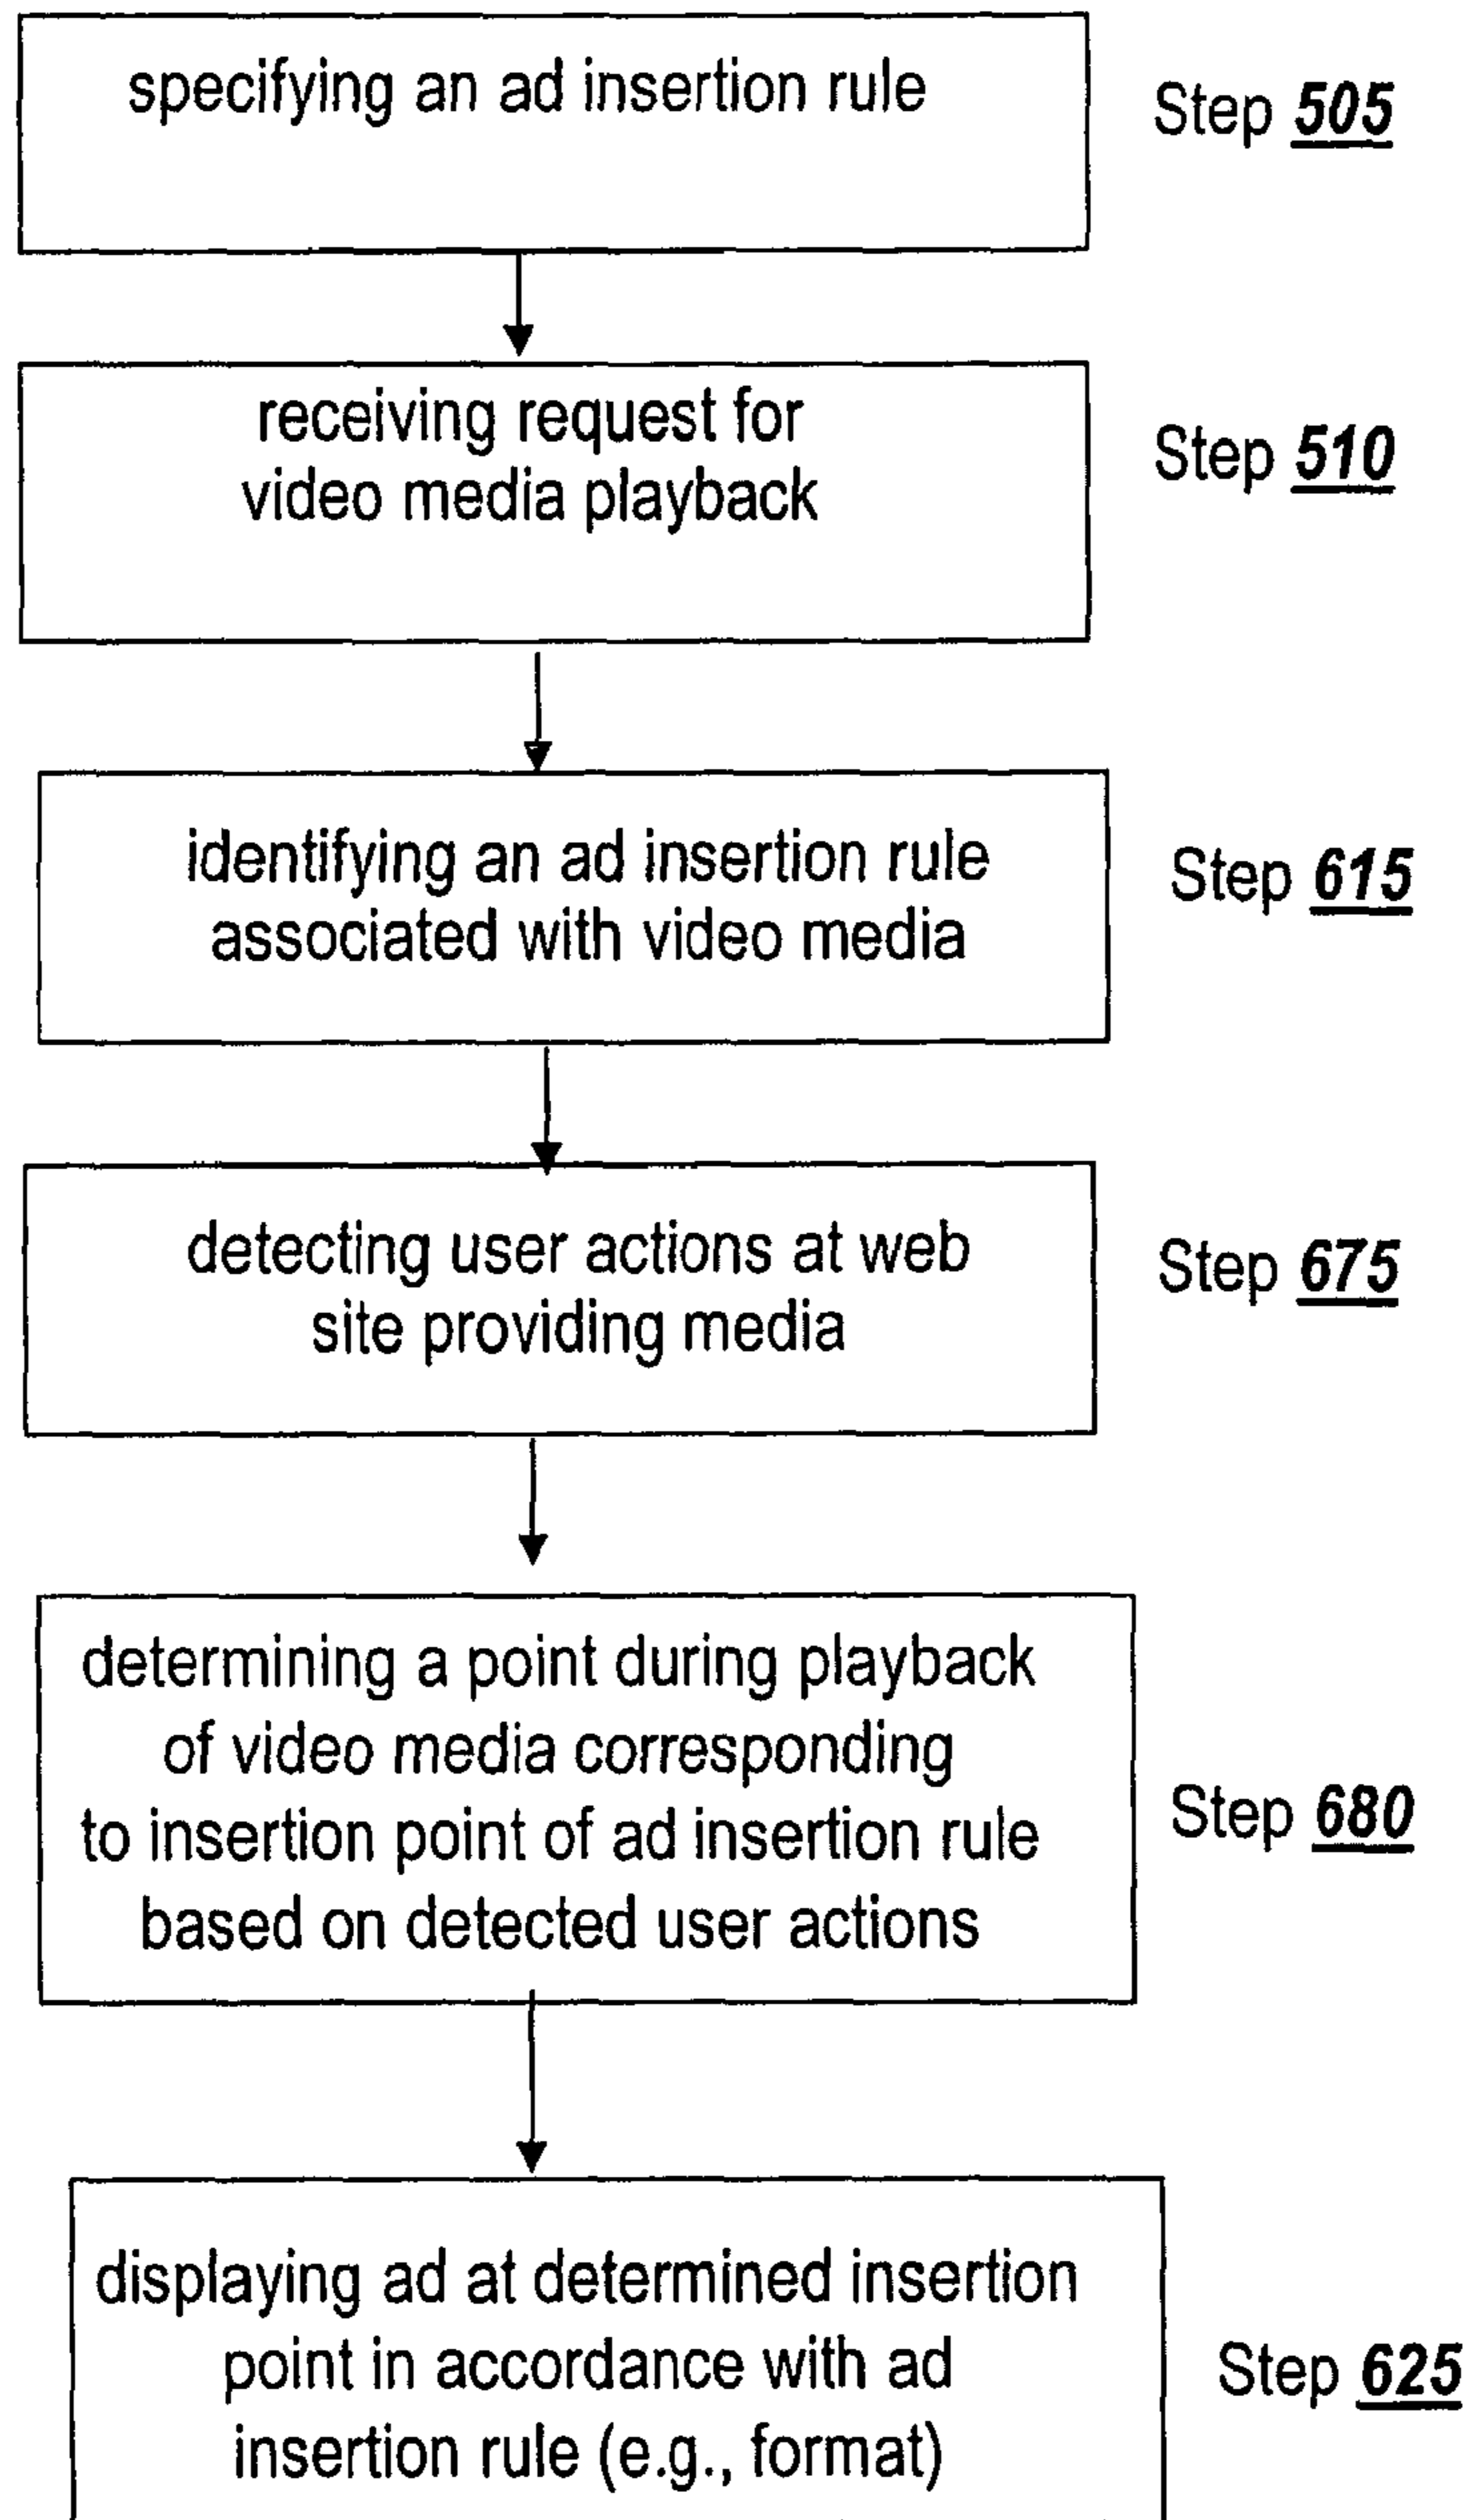 specifying an ad insertion rule
Step 505
receiving request for
video media playback
Step 510
identifying an ad insertion rule
associated with video media
Step 615
detecting user actions at web
site providing media
Step 675
determining a point during playback
of video media corresponding
to insertion point of ad insertion rule
based on detected user actions
Step 680
displaying ad at determined insertion
point in accordance with ad
insertion rule (e.g., format)
Step 625